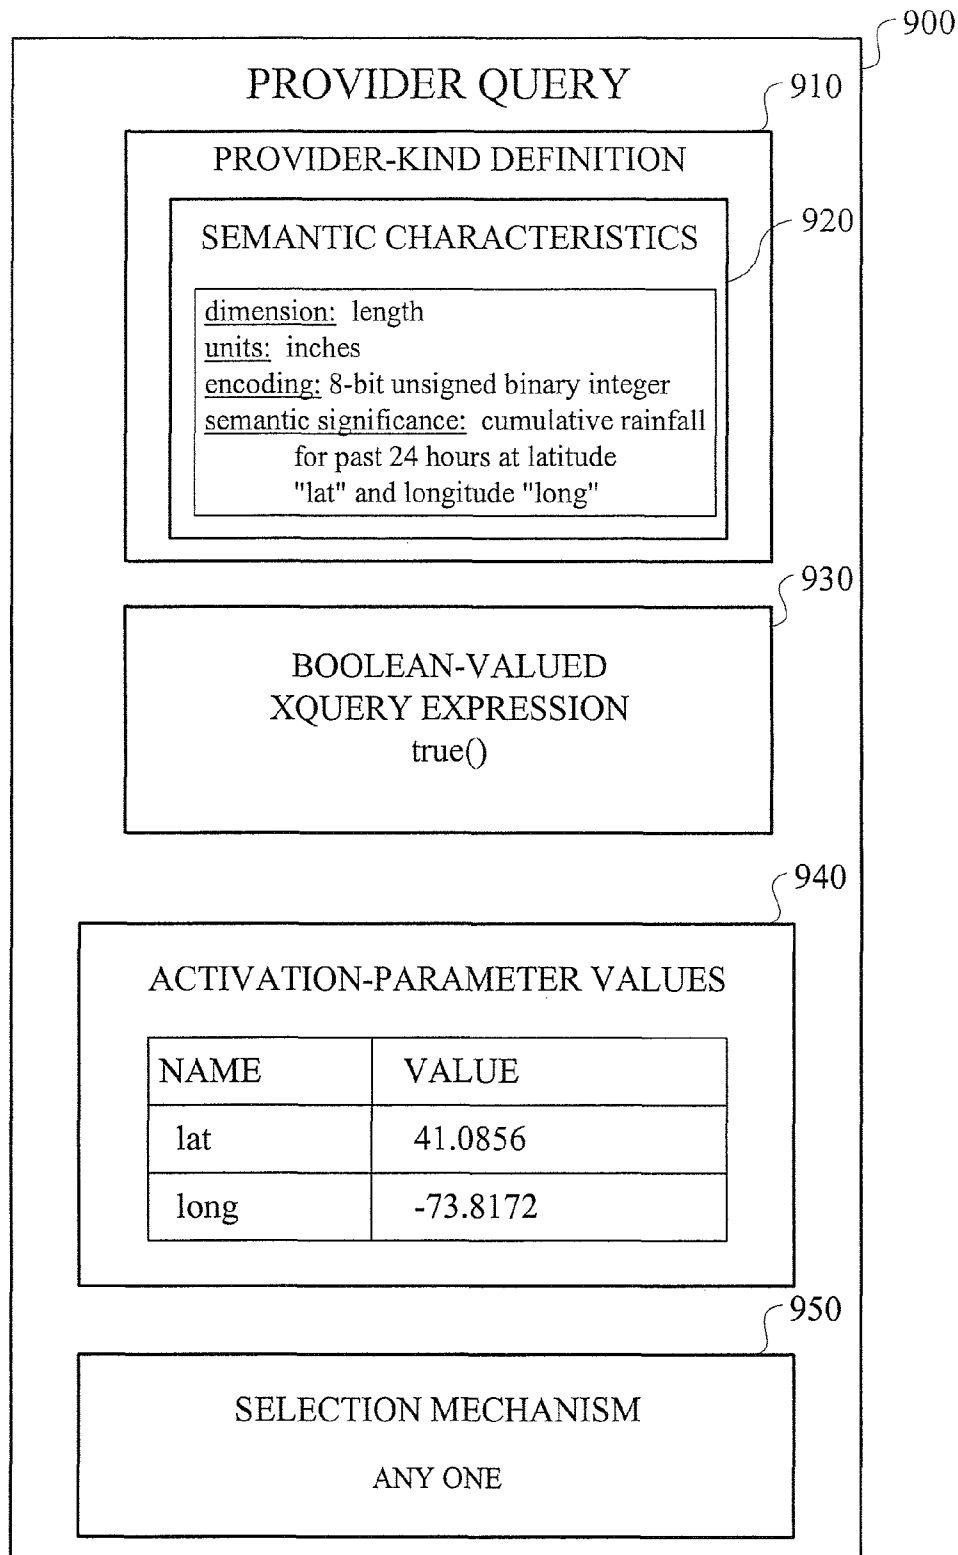 900
PROVIDER QUERY
910
PROVIDER-KIND DEFINITION
920
SEMANTIC CHARACTERISTICS
dimension: length
units: inches
encoding: 8-bit unsigned binary integer
semantic significance: cumulative rainfall
for past 24 hours at latitude
"lat" and longitude "long"
930
BOOLEAN-VALUED
XQUERY EXPRESSION
true()
940
ACTIVATION-PARAMETER VALUES
NAME VALUE
lat 41.0856
long -73.8172
950
SELECTION MECHANISM
ANY ONE